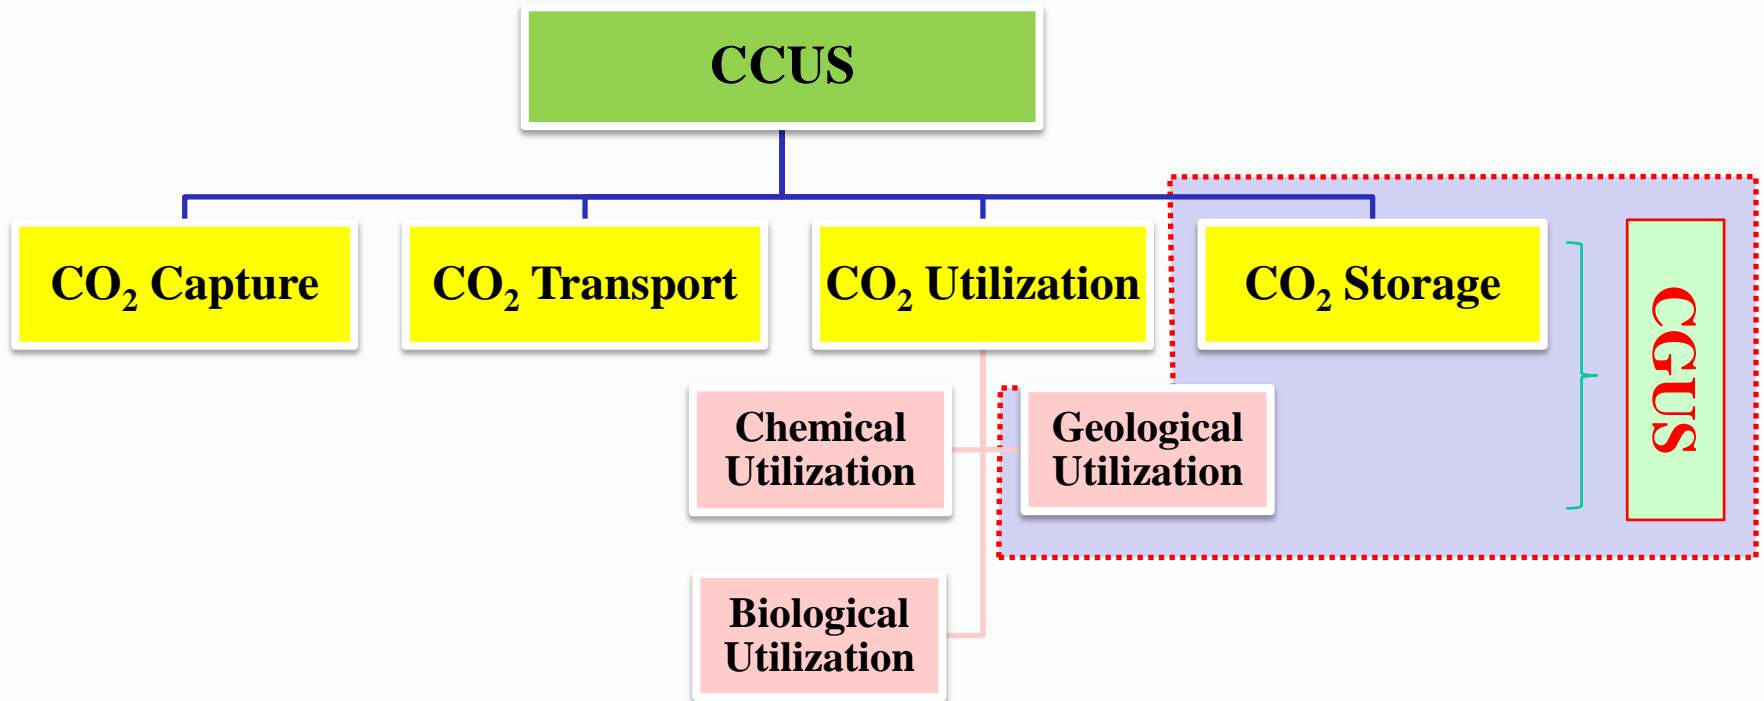 CCUS
CO₂ Capture
CO₂ Transport
CO₂ Utilization
CO₂ Storage
CGUS
Chemical
Utilization
Geological
Utilization
Biological
Utilization